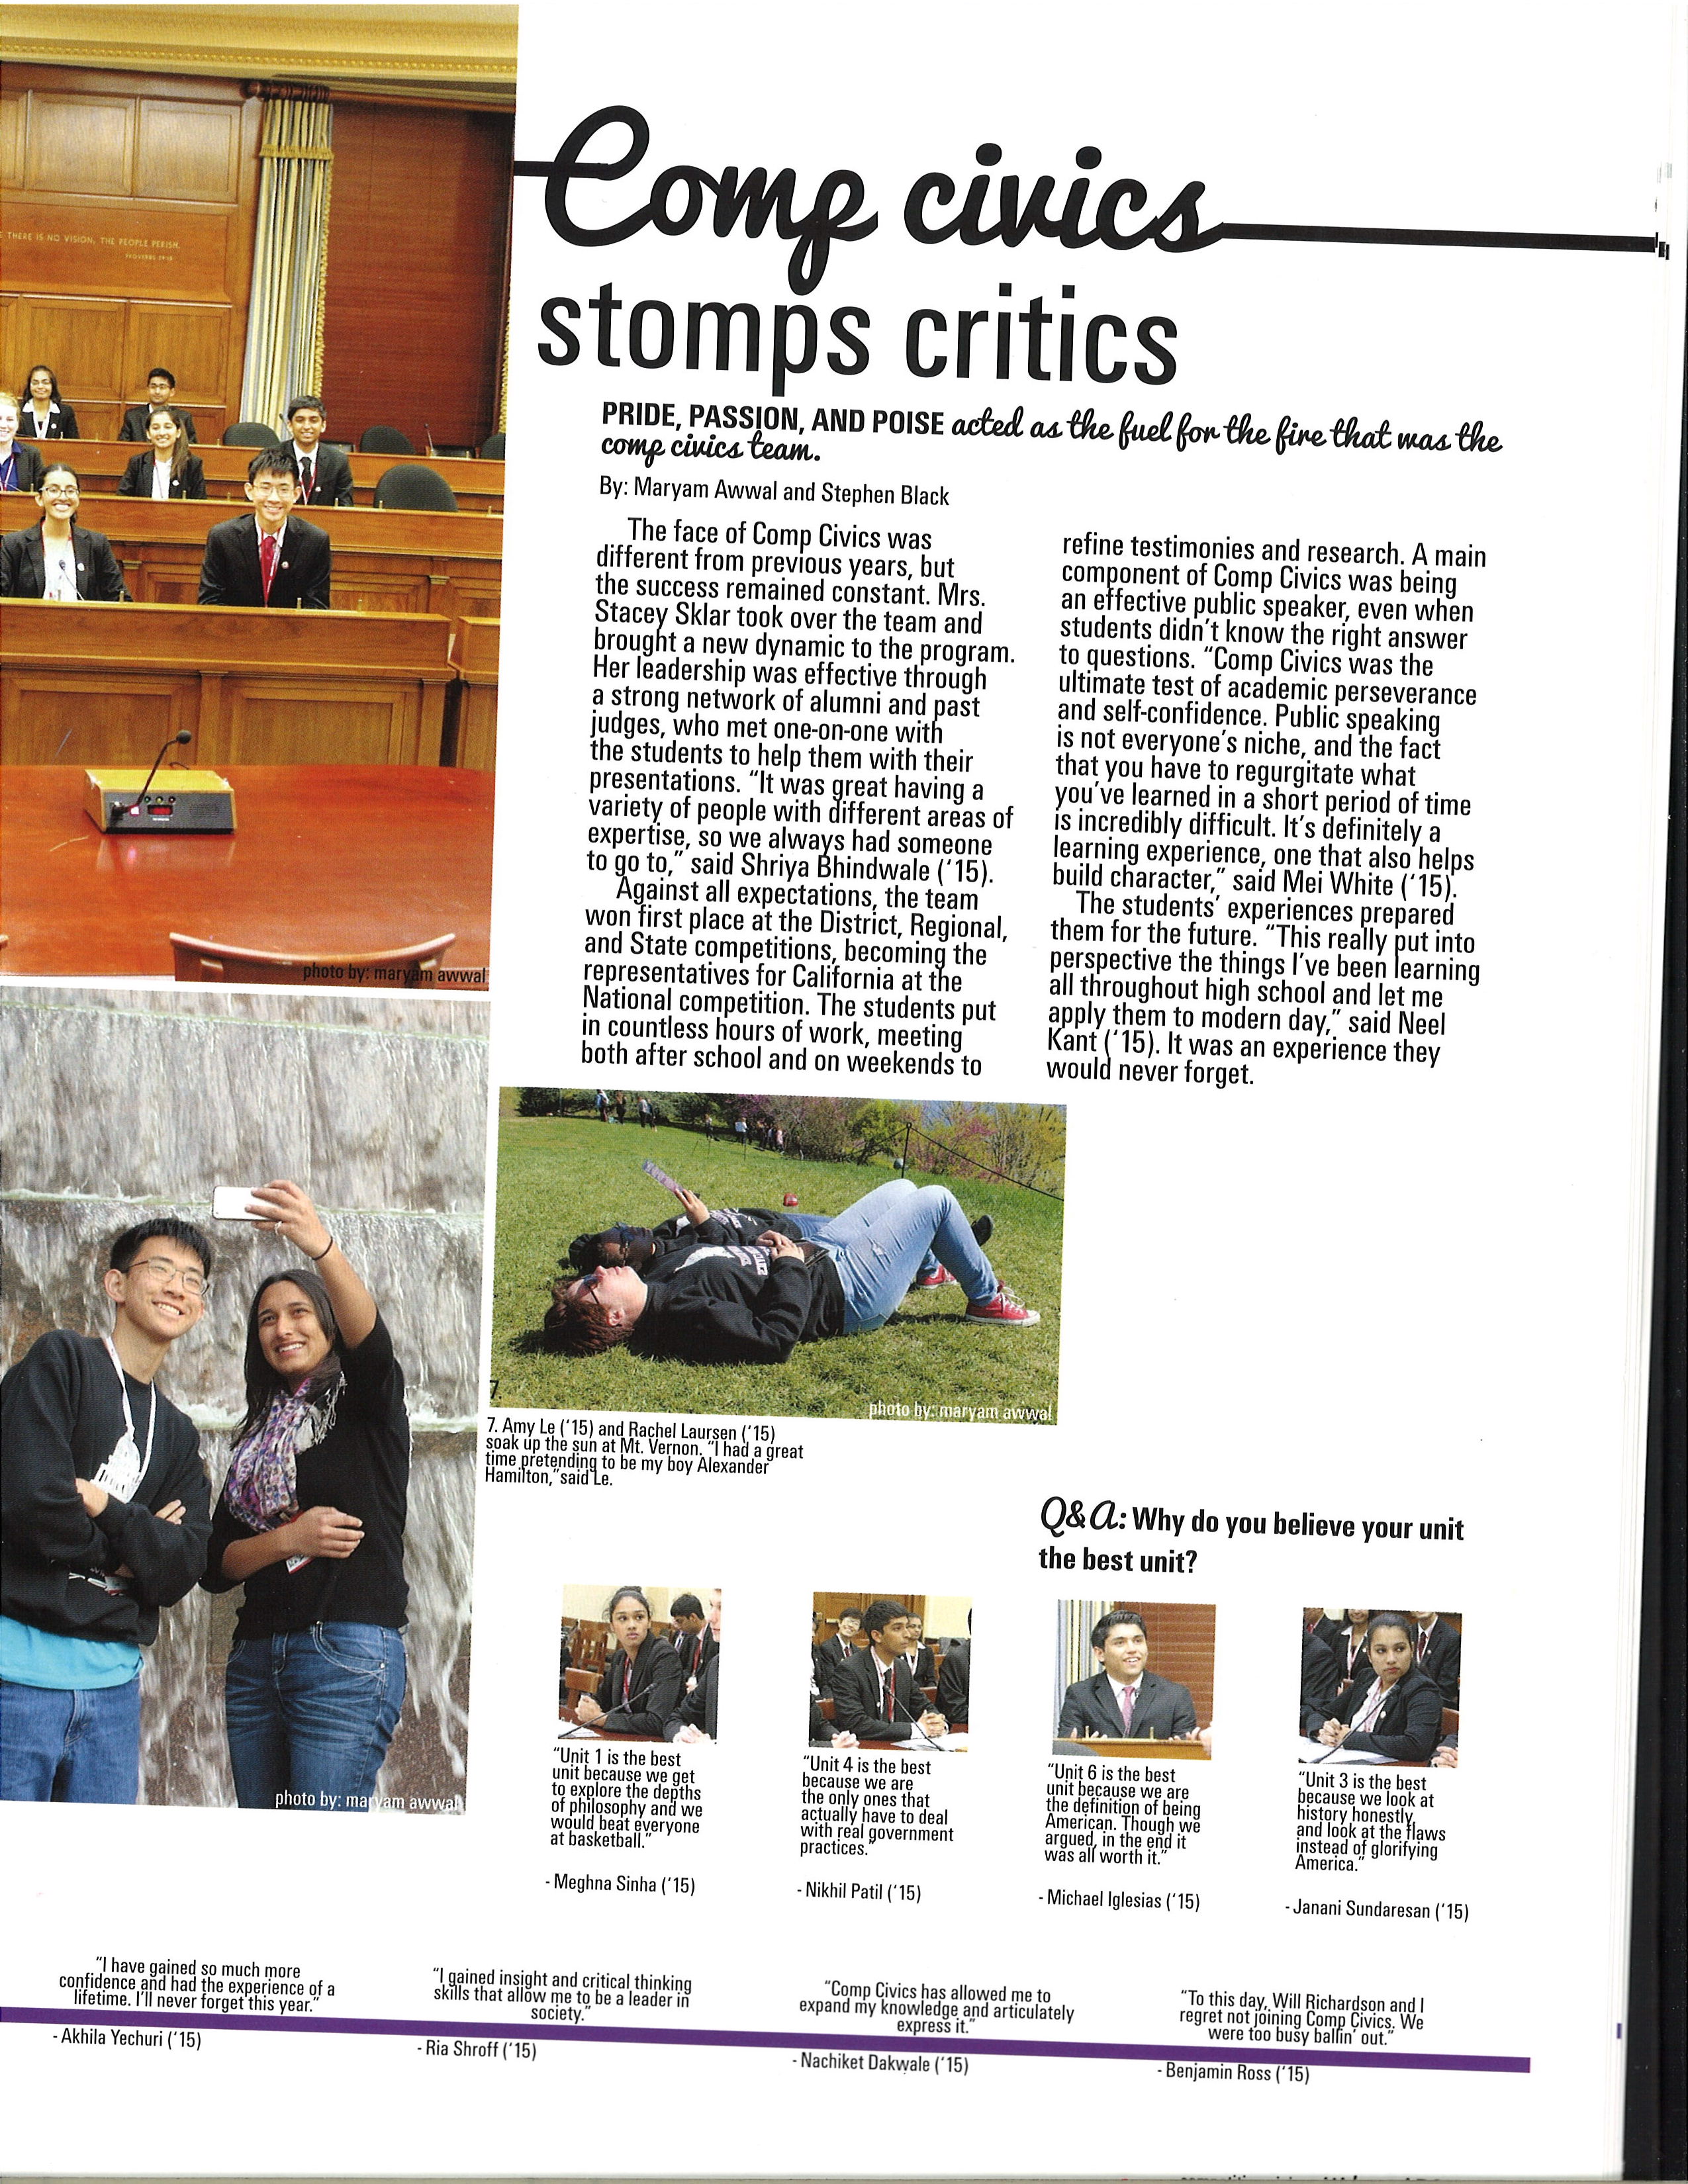 THERE IS NO VISION, THE PEOPLE PERISH.
PROVERBS 29:18
photo by: maryam awwal
Comp civics
stomps critics
PRIDE, PASSION, AND POISE acted as the fuel for the fire that was the
comp civics team.
By: Maryam Awwal and Stephen Black
The face of Comp Civics was
different from previous years, but
the success remained constant. Mrs.
Stacey Sklar took over the team and
brought a new dynamic to the program.
Her leadership was effective through
a strong network of alumni and past
judges, who met one-on-one with
the students to help them with their
presentations. “It was great having a
variety of people with different areas of
expertise, so we always had someone
to go to,” said Shriya Bhindwale (‘15).
Against all expectations, the team
won first place at the District, Regional,
and State competitions, becoming the
representatives for California at the
National competition. The students put
in countless hours of work, meeting
both after school and on weekends to
refine testimonies and research. A main
component of Comp Civics was being
an effective public speaker, even when
students didn’t know the right answer
to questions. “Comp Civics was the
ultimate test of academic perseverance
and self-confidence. Public speaking
is not everyone’s niche, and the fact
that you have to regurgitate what
you’ve learned in a short period of time
is incredibly difficult. It’s definitely a
learning experience, one that also helps
build character,” said Mei White (‘15).
The students’ experiences prepared
them for the future. “This really put into
perspective the things I’ve been learning
all throughout high school and let me
apply them to modern day,” said Neel
Kant (‘15). It was an experience they
would never forget.
photo by: maryam awwal
7.
photo by: maryam awwal
7. Amy Le (‘15) and Rachel Laursen (‘15)
soak up the sun at Mt. Vernon. “I had a great
time pretending to be my boy Alexander
Hamilton,”said Le.
Q&A: Why do you believe your unit
the best unit?
“Unit 1 is the best
unit because we get
to explore the depths
of philosophy and we
would beat everyone
at basketball.”
- Meghna Sinha (‘15)
“Unit 4 is the best
because we are
the only ones that
actually have to deal
with real government
practices.”
- Nikhil Patil (‘15)
“Unit 6 is the best
unit because we are
the definition of being
American. Though we
argued, in the end it
was all worth it.”
- Michael Iglesias (‘15)
“Unit 3 is the best
because we look at
history honestly
and look at the flaws
instead of glorifying
America.”
- Janani Sundaresan (‘15)
“I have gained so much more
confidence and had the experience of a
lifetime. I’ll never forget this year.”
- Akhila Yechuri (‘15)
“I gained insight and critical thinking
skills that allow me to be a leader in
society.”
- Ria Shroff (‘15)
“Comp Civics has allowed me to
expand my knowledge and articulately
express it.”
- Nachiket Dakwale (‘15)
“To this day, Will Richardson and I
regret not joining Comp Civics. We
were too busy ballin’ out.”
- Benjamin Ross (‘15)